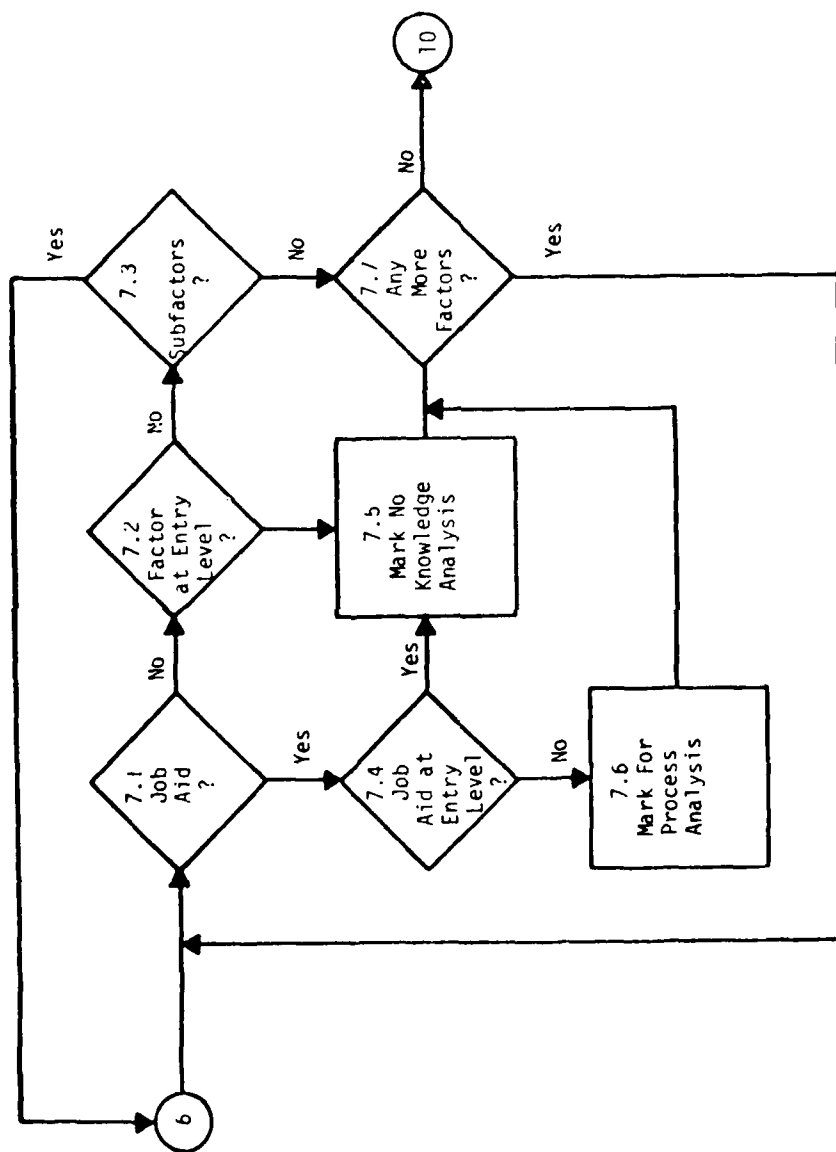 6
7.1
Job
Aid
?
No
7.2
Factor
at Entry
Level
?
Mo
7.3
Subfactors
?
Yes
Yes
No
7.4
Job
Aid at
Entry
Level
?
Yes
7.5
Mark No
Knowledge
Analysis
7.7
Any
More
Factors
?
No
10
No
Yes
7.6
Mark For
Process
Analysis